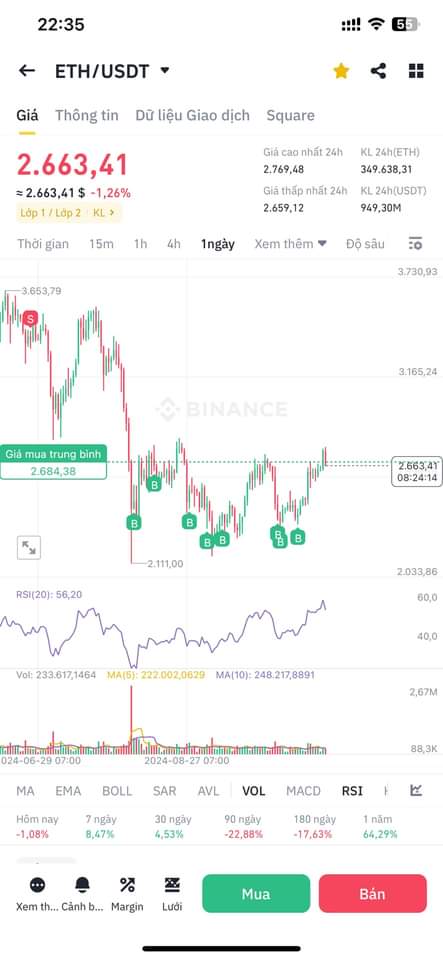 22:35
55
ETH/USDT
Giá Thông tin Dữ liệu Giao dịch Square
2.663,41
≈ 2.663,41 $ -1,26%
Lớp 1 / Lớp 2 KL >
Giá cao nhất 24h KL 24h(ETH)
2.769,48 349.638,31
Giá thấp nhất 24h KL 24h(USDT)
2.659,12 949,30M
Thời gian 15m 1h 4h 1ngày Xem thêm Độ sâu
3.730,93
3.653,79
S
3.165,24
BINANCE
Giá mua trung bình
2.684,38
2.663,41
08:24:14
B
B
B
B
B
B
B
B
2.111,00
2.033,86
RSI(20): 56,20
60,0
40,0
Vol: 233.617,1464 MA(5): 222.002,0629 MA(10): 248.217,8891
2,67M
88,3K
024-06-29 07:00 2024-08-27 07:00
MA EMA BOLL SAR AVL VOL MACD RSI
Hôm nay 7 ngày 30 ngày 90 ngày 180 ngày 1 năm
-1,08% 8,47% 4,53% -22,88% -17,63% 64,29%
Xem th... Cảnh b... Margin Lưới
Mua
Bán